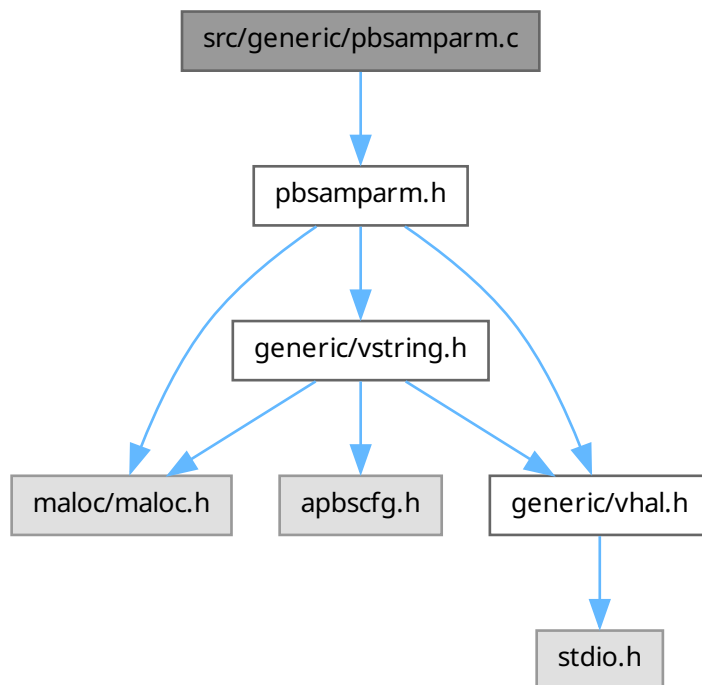 src/generic/pbsamparm.c
pbsamparm.h
generic/vstring.h
maloc/maloc.h
apbscfg.h
generic/vhal.h
stdio.h